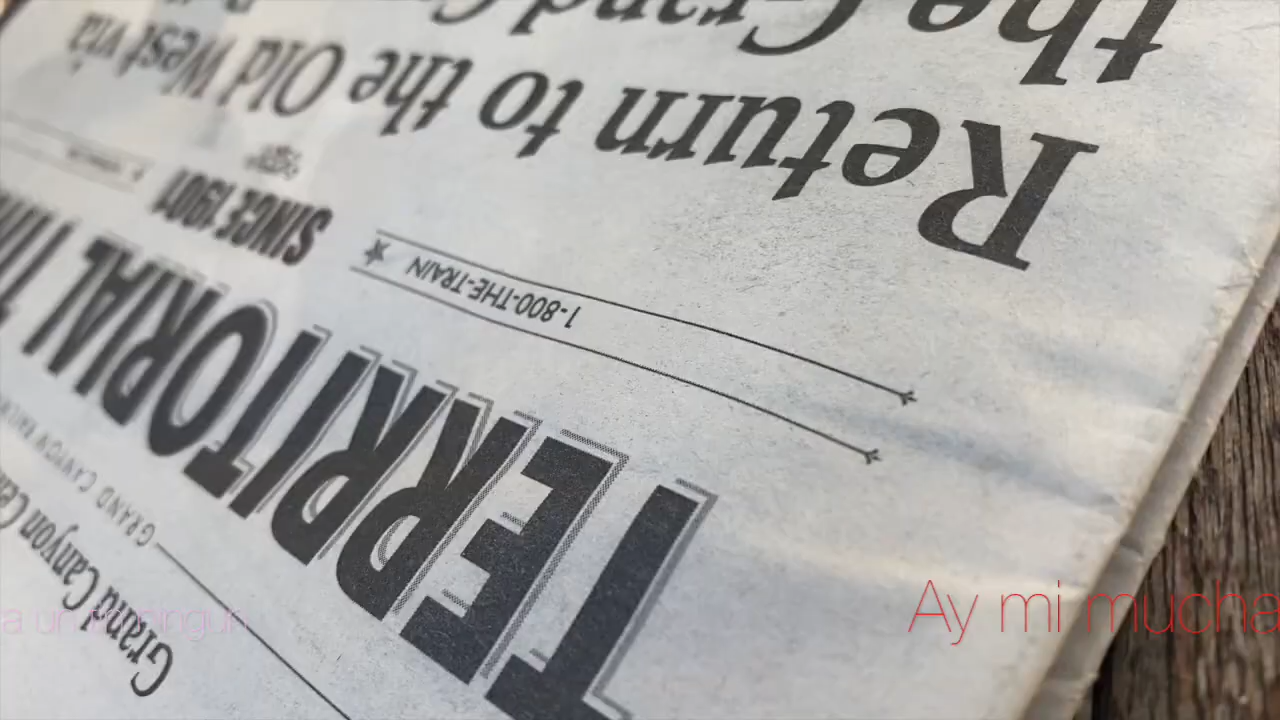 the Grand
Return to the Old West via
SINCE 1901
1-800-THE-TRAIN
TERRITORIAL
GRAND CANYON
Grand Canyon
Ay mi mucha